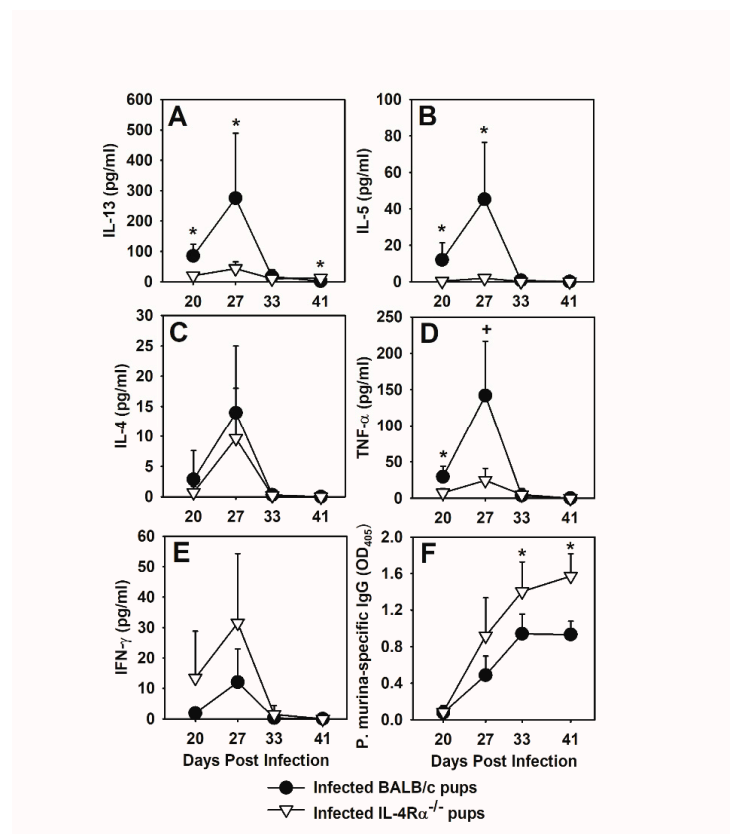 A
IL-13 (pg/ml)
600
500
400
300
200
100
0
*
*
*
20 27 33 41
B
IL-5 (pg/ml)
100
80
60
40
20
0
*
*
20 27 33 41
C
IL-4 (pg/ml)
30
25
20
15
10
5
0
20 27 33 41
D
TNF-α (pg/ml)
250
200
150
100
50
0
*
+
20 27 33 41
E
IFN-γ (pg/ml)
60
50
40
30
20
10
0
20 27 33 41
Days Post Infection
F
P. murina-specific IgG (OD405)
2.0
1.6
1.2
0.8
0.4
0.0
*
*
20 27 33 41
Days Post Infection
Infected BALB/c pups
Infected IL-4Rα-/- pups